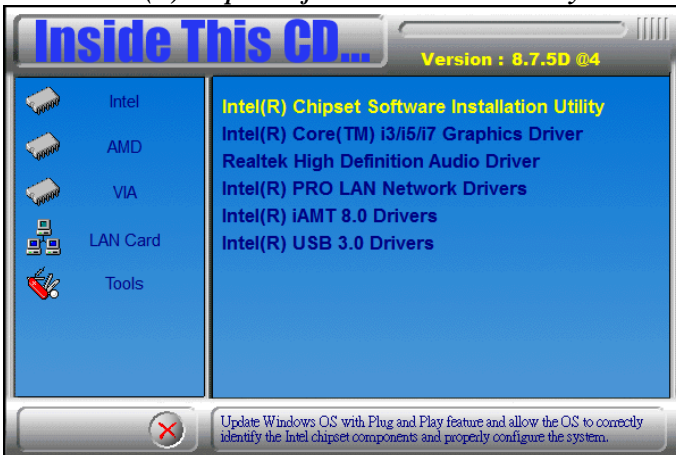 Inside This CD...
Version : 8.7.5D @4
Intel
AMD
VIA
LAN Card
Tools
Intel(R) Chipset Software Installation Utility
Intel(R) Core(TM) i3/i5/i7 Graphics Driver
Realtek High Definition Audio Driver
Intel(R) PRO LAN Network Drivers
Intel(R) iAMT 8.0 Drivers
Intel(R) USB 3.0 Drivers
Update Windows OS with Plug and Play feature and allow the OS to correctly
identify the Intel chipset components and properly configure the system.